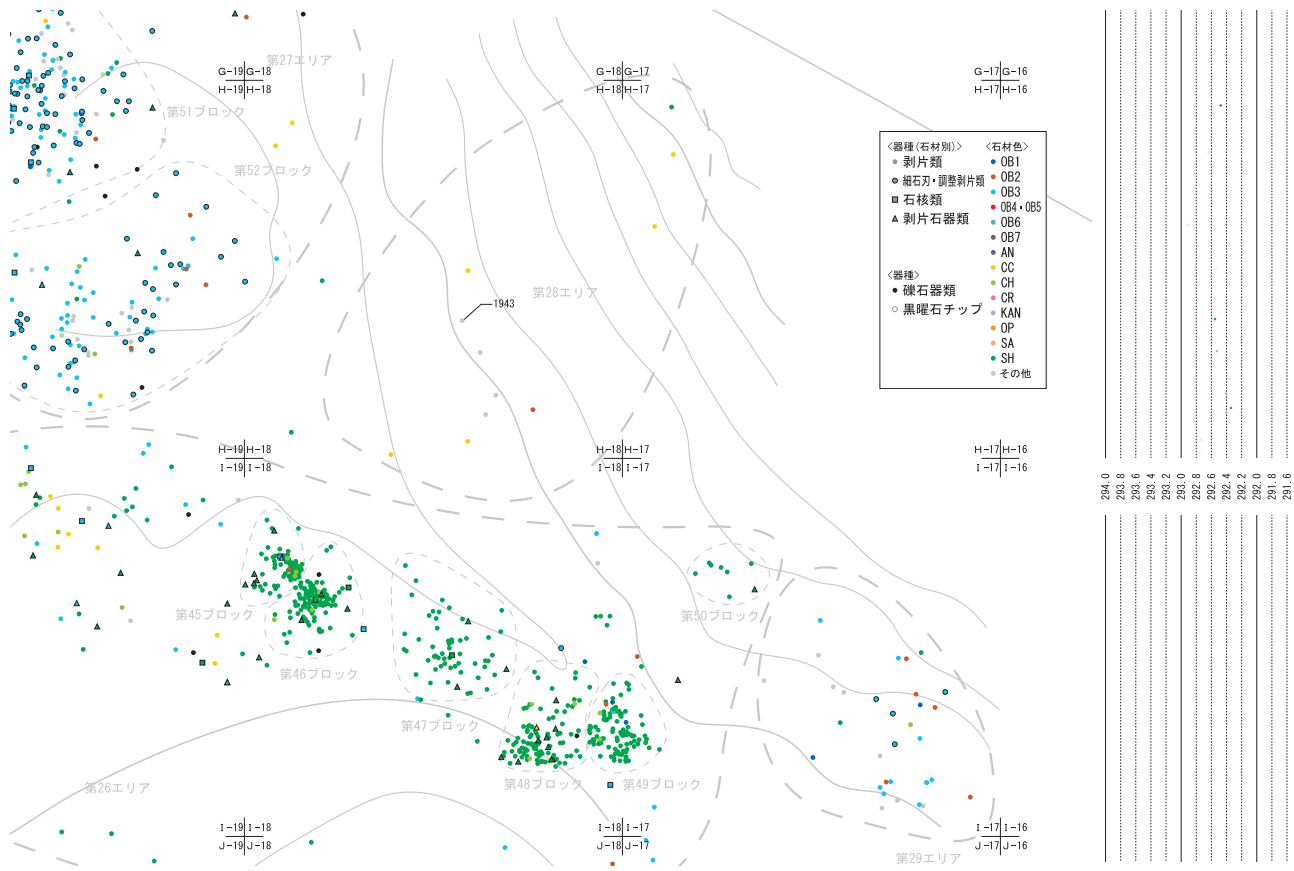 第27エリア
G-19 G-18
H-19 H-18
G-18 G-17
H-18 H-17
G-17 G-16
H-17 H-16
第51ブロック
第52ブロック
第28エリア
1943
<器種(石材別)>
剥片類
細石刃・調整剥片類
石核類
剥片石器類
<器種>
礫石器類
黒曜石チップ
<石材色>
OB1
OB2
OB3
OB4・OB5
OB6
OB7
AN
CC
CH
CR
KAN
OP
SA
SH
その他
H-19 H-18
I-19 I-18
H-18 H-17
I-18 I-17
H-17 H-16
I-17 I-16
294.0
293.8
293.6
293.4
293.2
293.0
292.8
292.6
292.4
292.2
292.0
291.8
291.6
第45ブロック
第46ブロック
第47ブロック
第48ブロック
第49ブロック
第50ブロック
第26エリア
I-19 I-18
J-19 J-18
I-18 I-17
J-18 J-17
I-17 I-16
J-17 J-16
第29エリア